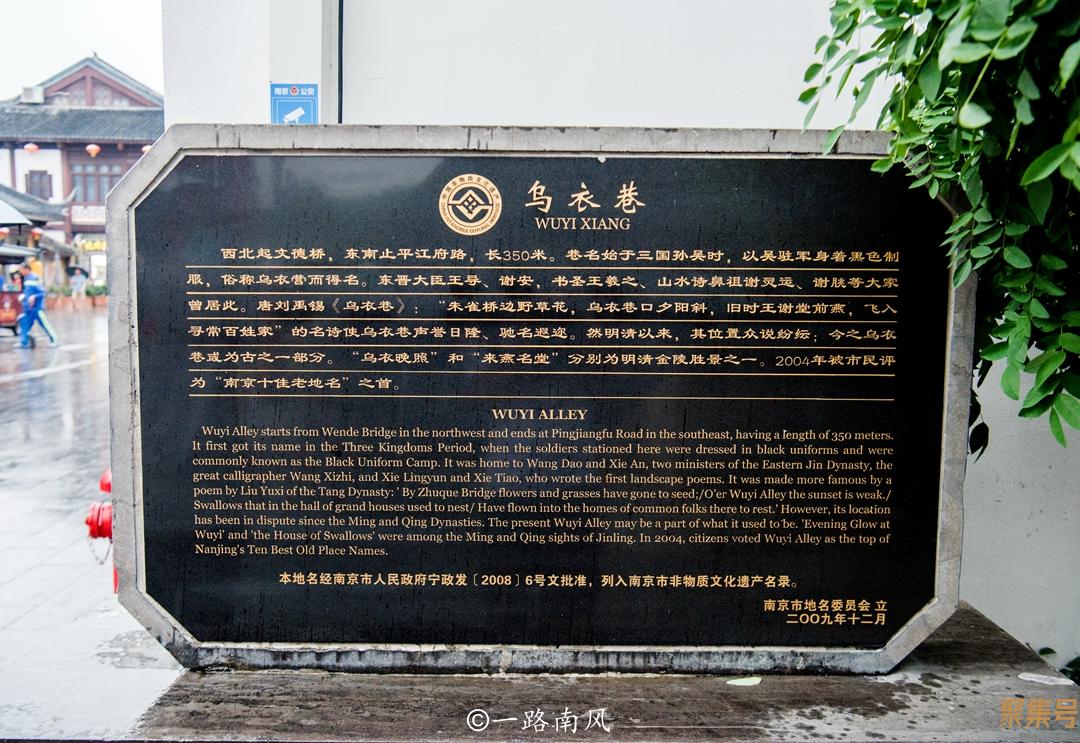 南京 公安
乌衣巷
WUYI XIANG
西北起文德桥，东南止平江府路，长350米。巷名始于三国孙吴时，以吴驻军身着黑色制
服，俗称乌衣营而得名。东晋大臣王导、谢安，书圣王羲之、山水诗鼻祖谢灵运、谢朓等大家
曾居此。唐刘禹锡《乌衣巷》：“朱雀桥边野草花，乌衣巷口夕阳斜，旧时王谢堂前燕，飞入
寻常百姓家”的名诗使乌衣巷声誉日隆、驰名遐迩。然明清以来，其位置众说纷纭；今之乌衣
巷或为古之一部分。“乌衣晚照”和“来燕名堂”分别为明清金陵胜景之一。2004年被市民评
为“南京十佳老地名”之首。
WUYI ALLEY
Wuyi Alley starts from Wende Bridge in the northwest and ends at Pingjiangfu Road in the southeast, having a length of 350 meters.
It first got its name in the Three Kingdoms Period, when the soldiers stationed here were dressed in black uniforms and were
commonly known as the Black Uniform Camp. It was home to Wang Dao and Xie An, two ministers of the Eastern Jin Dynasty, the
great calligrapher Wang Xizhi, and Xie Lingyun and Xie Tiao, who wrote the first landscape poems. It was made more famous by a
poem by Liu Yuxi of the Tang Dynasty: ' By Zhuque Bridge flowers and grasses have gone to seed;/O'er Wuyi Alley the sunset is weak./
Swallows that in the hall of grand houses used to nest/ Have flown into the homes of common folks there to rest.' However, its location
has been in dispute since the Ming and Qing Dynasties. The present Wuyi Alley may be a part of what it used to be. 'Evening Glow at
Wuyi' and 'the House of Swallows' were among the Ming and Qing sights of Jinling. In 2004, citizens voted Wuyi Alley as the top of
Nanjing's Ten Best Old Place Names.
本地名经南京市人民政府宁政发〔2008〕6号文批准，列入南京市非物质文化遗产名录。
南京市地名委员会 立
二〇〇九年十二月
©一路南风
聚集号